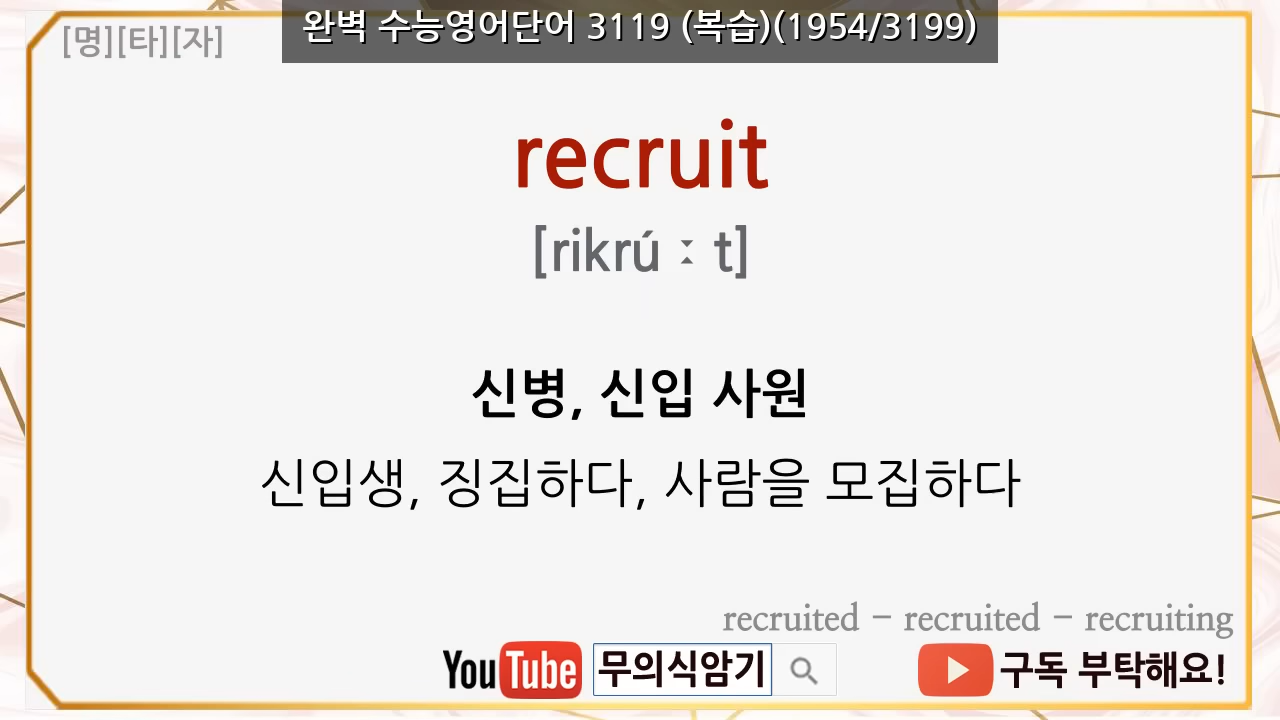 완벽 수능영어단어 3119 (복습)(1954/3199)
[명][타][자]
recruit
[rikrúːt]
신병, 신입 사원
신입생, 징집하다, 사람을 모집하다
recruited - recruited - recruiting
YouTube 무의식암기 구독 부탁해요!